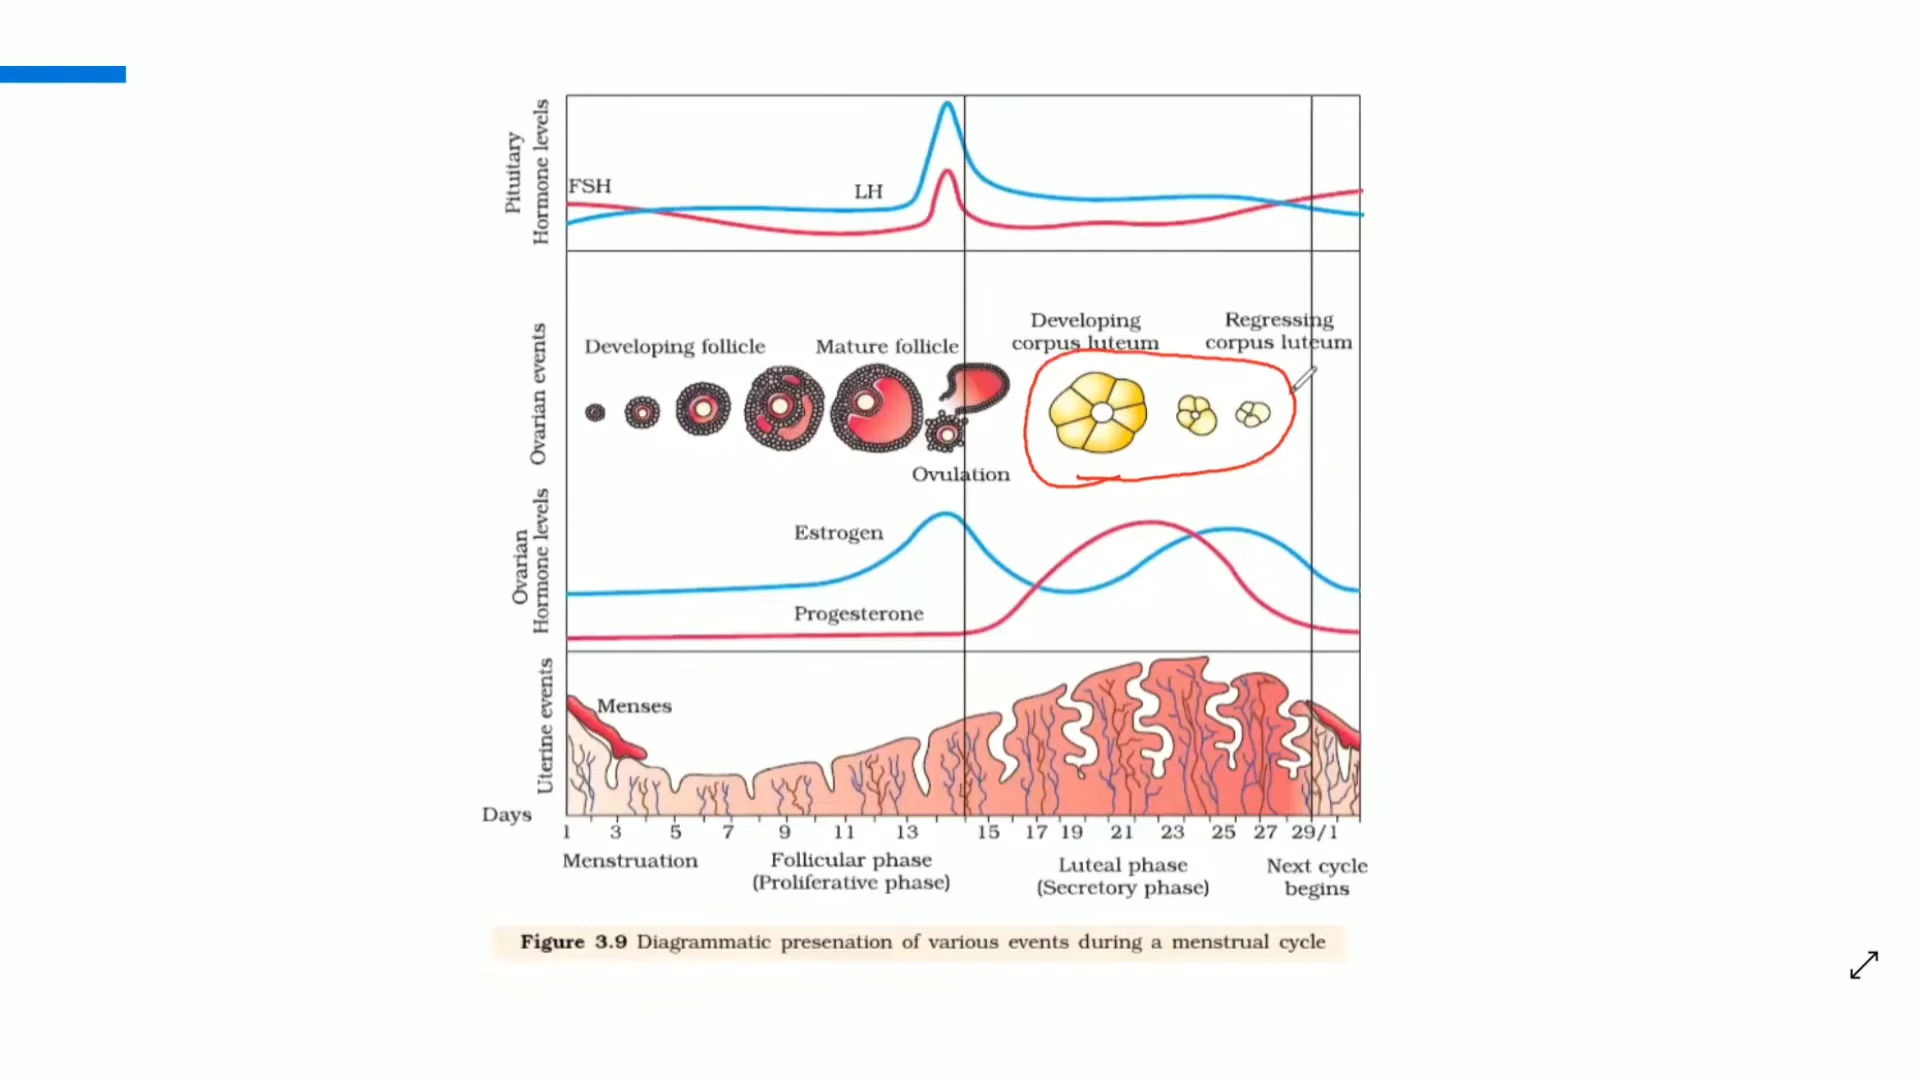 Pituitary
Hormone levels
FSH
LH
Ovarian events
Developing follicle
Mature follicle
Developing
corpus luteum
Regressing
corpus luteum
Ovulation
Ovarian
Hormone levels
Estrogen
Progesterone
Uterine events
Menses
Days
1 3 5 7 9 11 13 15 17 19 21 23 25 27 29/1
Menstruation
Follicular phase
(Proliferative phase)
Luteal phase
(Secretory phase)
Next cycle
begins
Figure 3.9 Diagrammatic presenation of various events during a menstrual cycle